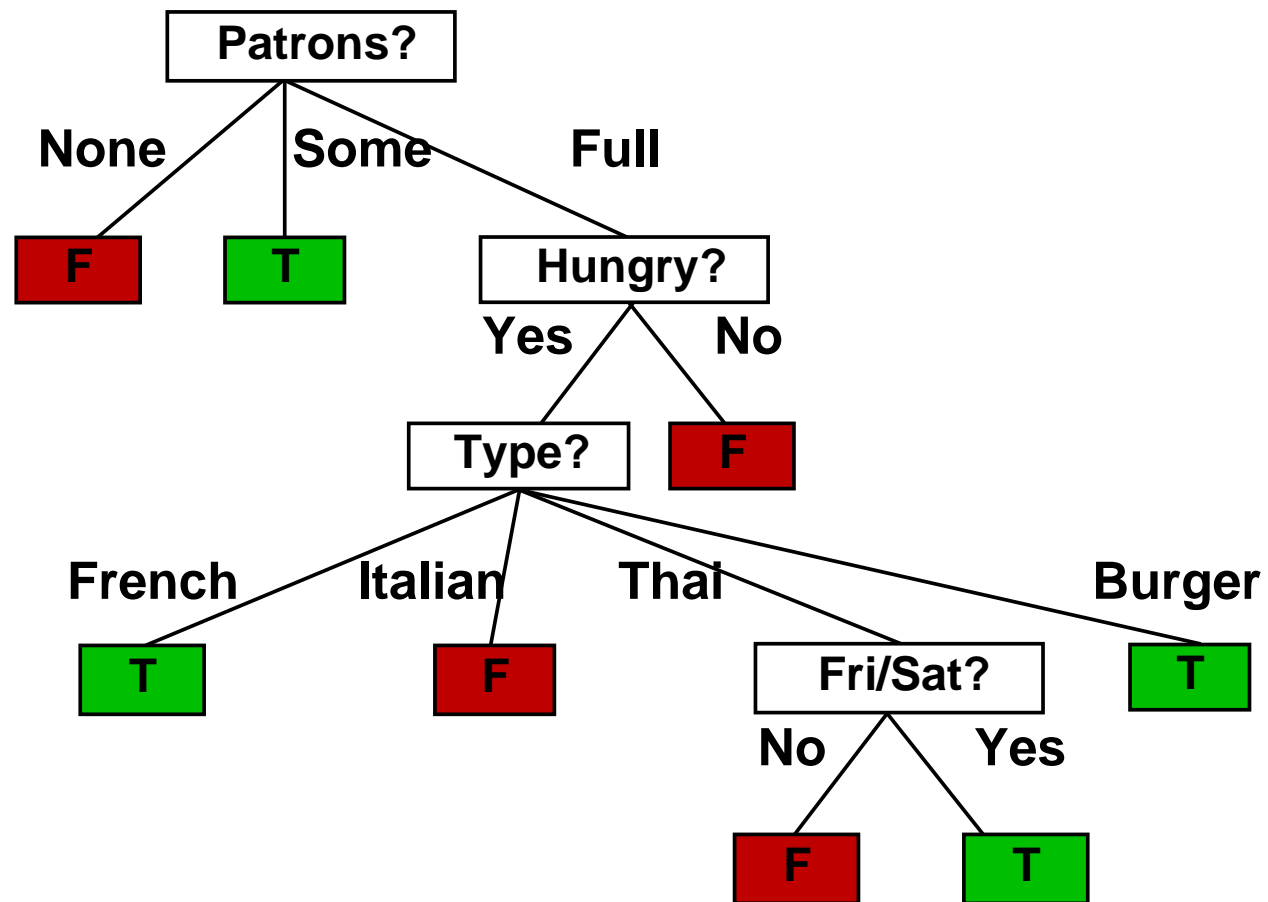 Patrons?
None Some Full
F T Hungry?
Yes No
Type? F
French Italian Thai Burger
T F Fri/Sat? T
No Yes
F T